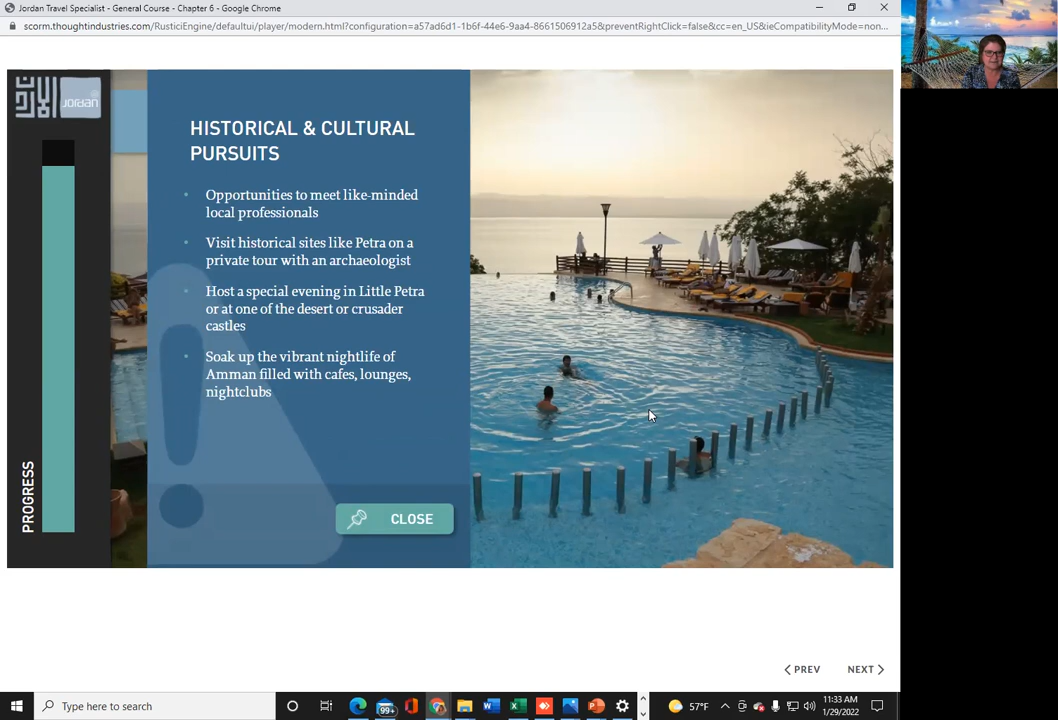 Jordan Travel Specialist - General Course - Chapter 6 - Google Chrome
scorm.thoughtindustries.com/RusticiEngine/defaultui/player/modern.html?configuration=a57ad6d1-1b6f-44e6-9aa4-8661506912a5&preventRightClick=false&cc=en_US&ieCompatibilityMode=non...
Jordan
HISTORICAL & CULTURAL
PURSUITS
• Opportunities to meet like-minded
local professionals
• Visit historical sites like Petra on a
private tour with an archaeologist
• Host a special evening in Little Petra
or at one of the desert or crusader
castles
• Soak up the vibrant nightlife of
Amman filled with cafes, lounges,
nightclubs
PROGRESS
CLOSE
PREV
NEXT
Type here to search
99+
57°F
11:33 AM
1/29/2022